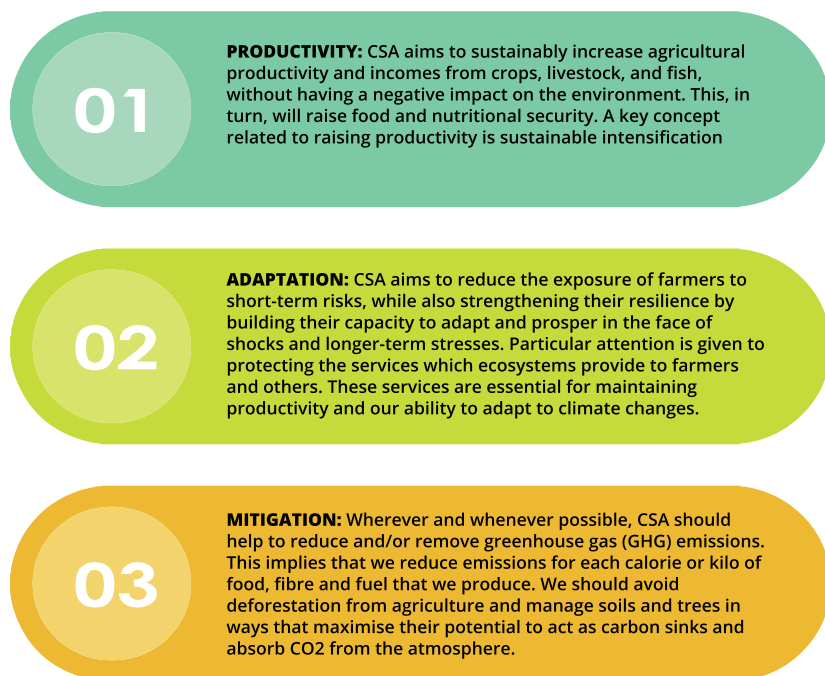 01
PRODUCTIVITY: CSA aims to sustainably increase agricultural
productivity and incomes from crops, livestock, and fish,
without having a negative impact on the environment. This, in
turn, will raise food and nutritional security. A key concept
related to raising productivity is sustainable intensification
02
ADAPTATION: CSA aims to reduce the exposure of farmers to
short-term risks, while also strengthening their resilience by
building their capacity to adapt and prosper in the face of
shocks and longer-term stresses. Particular attention is given to
protecting the services which ecosystems provide to farmers
and others. These services are essential for maintaining
productivity and our ability to adapt to climate changes.
03
MITIGATION: Wherever and whenever possible, CSA should
help to reduce and/or remove greenhouse gas (GHG) emissions.
This implies that we reduce emissions for each calorie or kilo of
food, fibre and fuel that we produce. We should avoid
deforestation from agriculture and manage soils and trees in
ways that maximise their potential to act as carbon sinks and
absorb CO2 from the atmosphere.